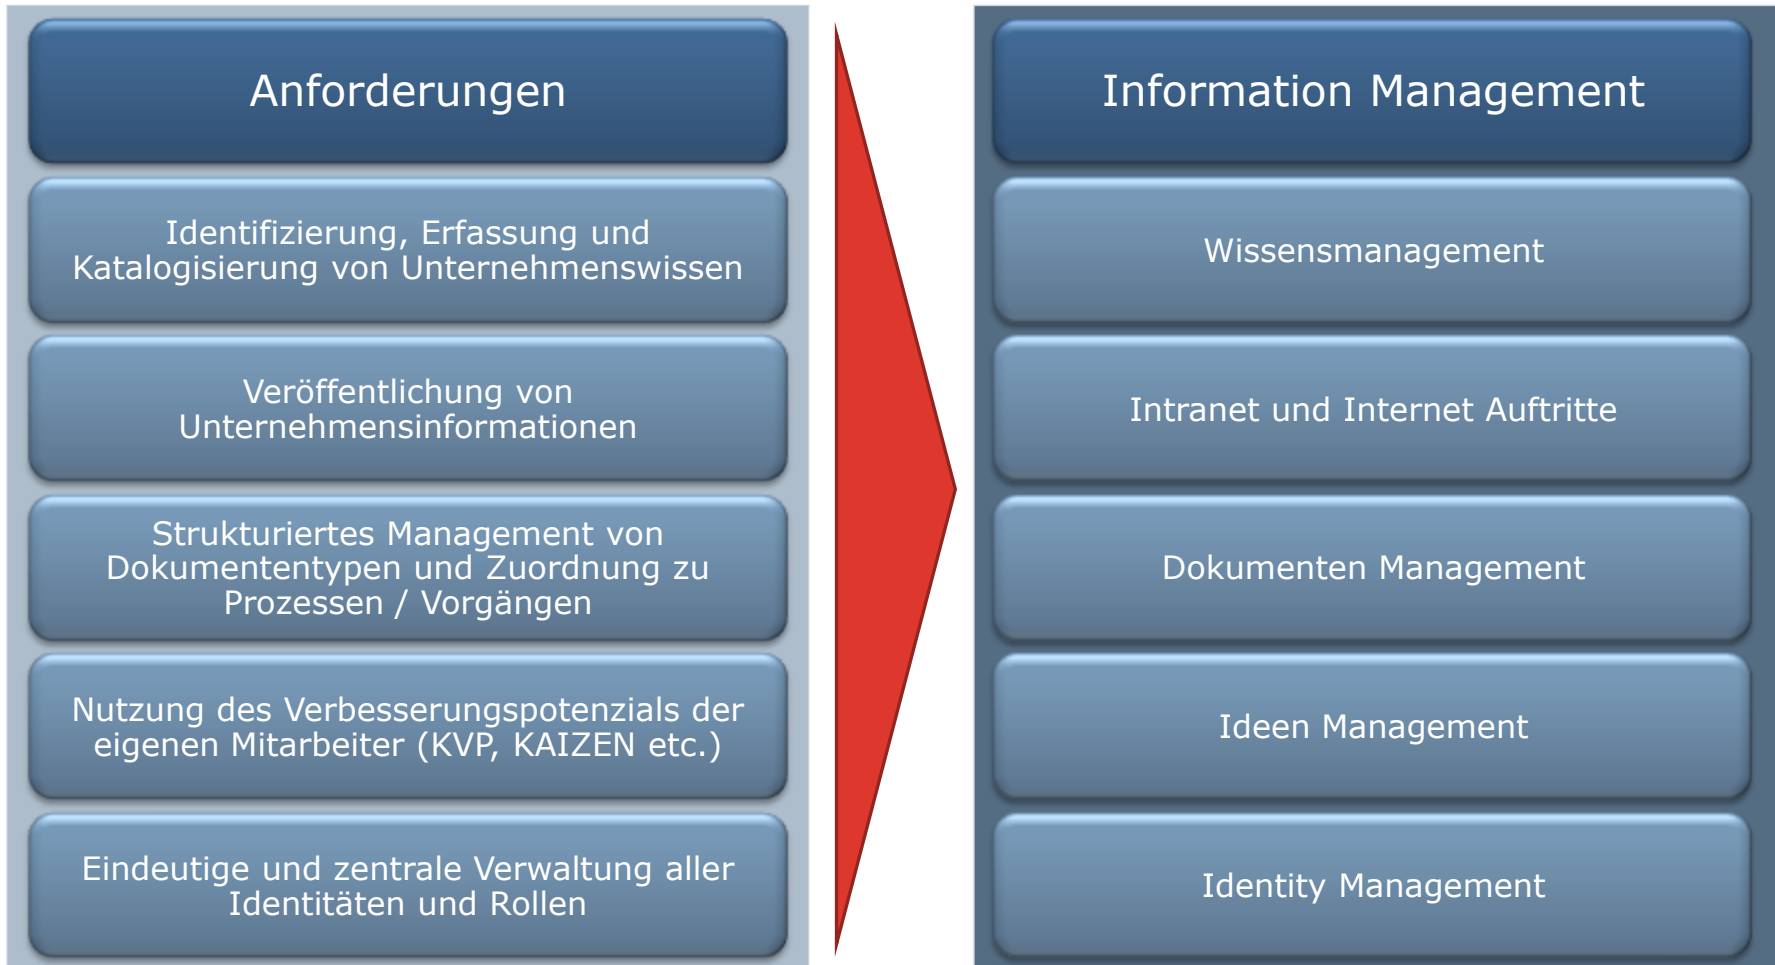 Anforderungen
Identifizierung, Erfassung und
Katalogisierung von Unternehmenswissen
Veröffentlichung von
Unternehmensinformationen
Strukturiertes Management von
Dokumententypen und Zuordnung zu
Prozessen / Vorgängen
Nutzung des Verbesserungspotenzials der
eigenen Mitarbeiter (KVP, KAIZEN etc.)
Eindeutige und zentrale Verwaltung aller
Identitäten und Rollen
Information Management
Wissensmanagement
Intranet und Internet Auftritte
Dokumenten Management
Ideen Management
Identity Management